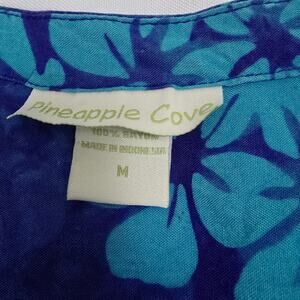 Pineapple Cove
100% RAYON
MADE IN INDONESIA
M